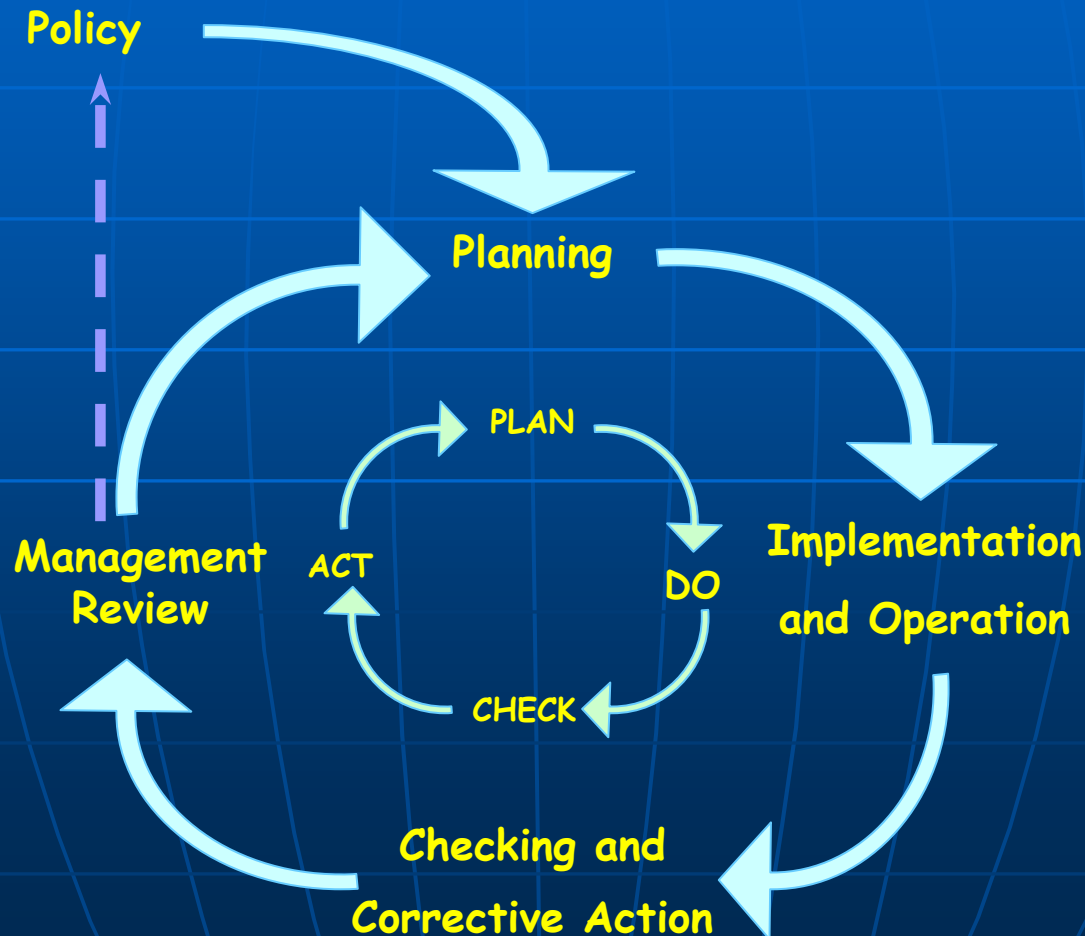 Policy
Planning
PLAN
Implementation
and Operation
Management
Review
ACT
DO
CHECK
Checking and
Corrective Action